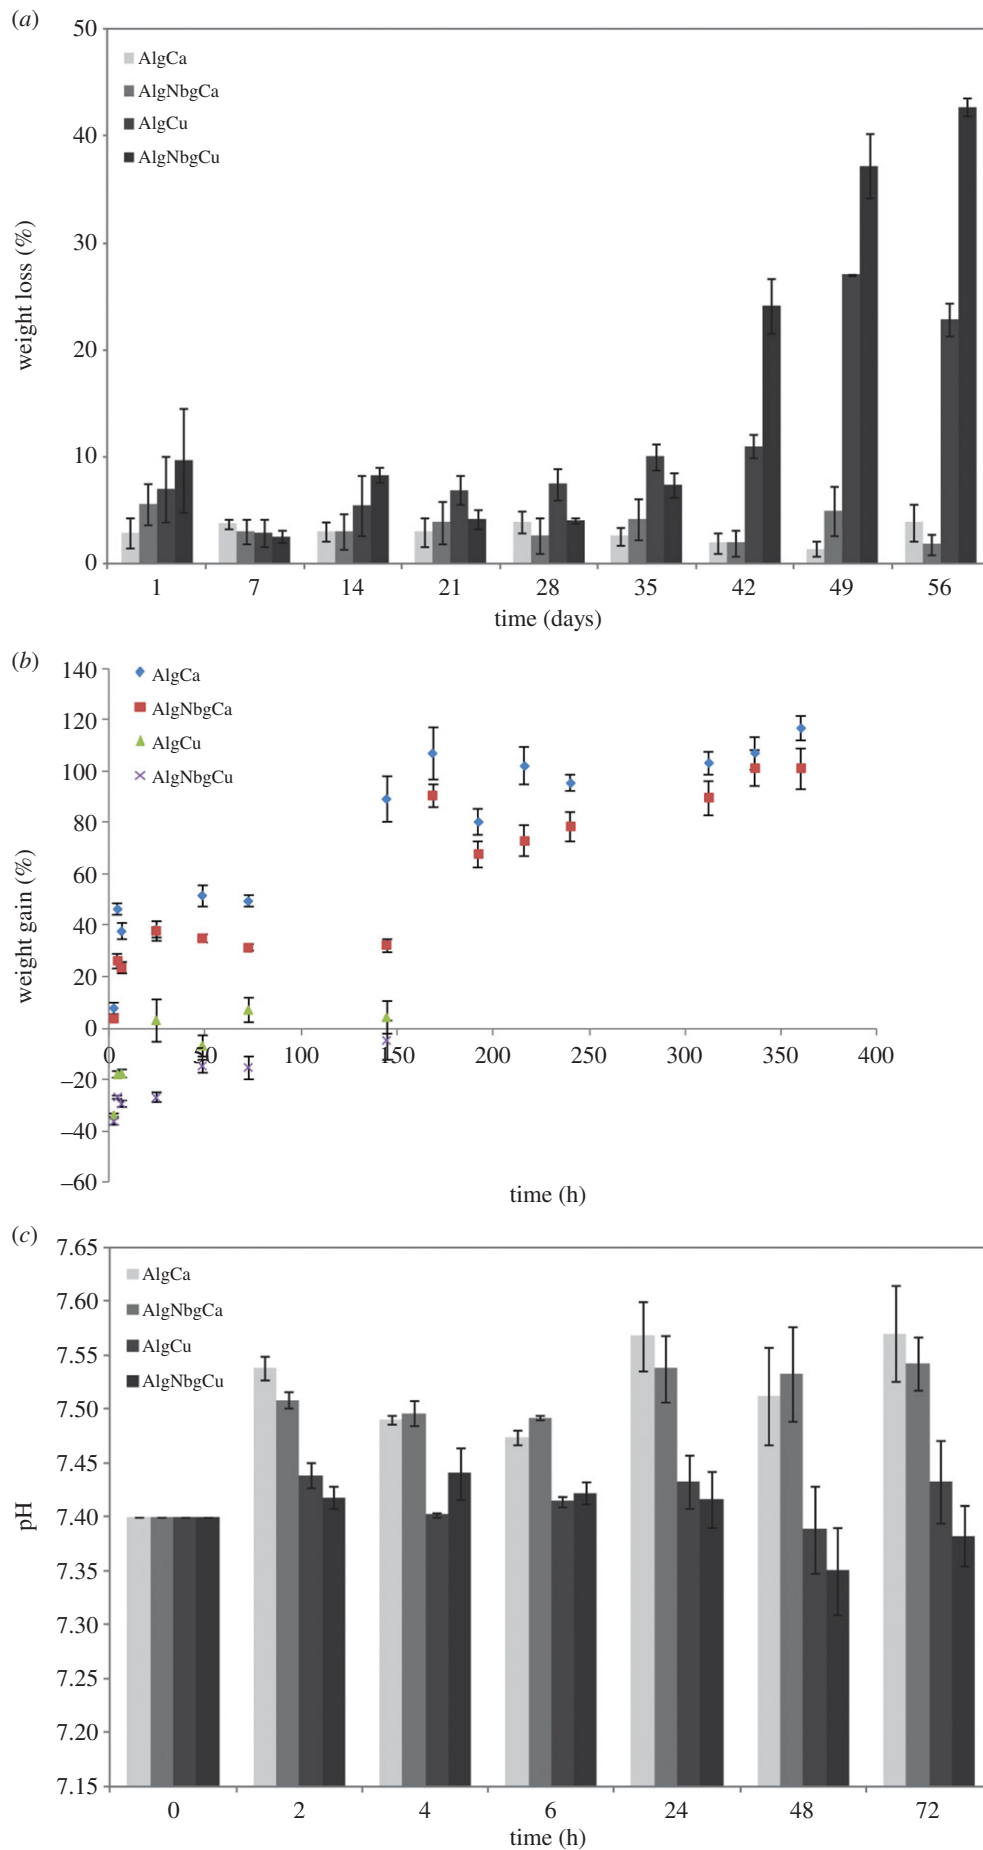 (a)
50
40
30
20
10
0
weight loss (%)
AlgCa
AlgNbgCa
AlgCu
AlgNbgCu
1 7 14 21 28 35 42 49 56
time (days)
(b)
140
120
100
80
60
40
20
0
–20
–40
–60
weight gain (%)
AlgCa
AlgNbgCa
AlgCu
AlgNbgCu
0 50 100 150 200 250 300 350 400
time (h)
(c)
7.65
7.60
7.55
7.50
7.45
7.40
7.35
7.30
7.25
7.20
7.15
pH
AlgCa
AlgNbgCa
AlgCu
AlgNbgCu
0 2 4 6 24 48 72
time (h)